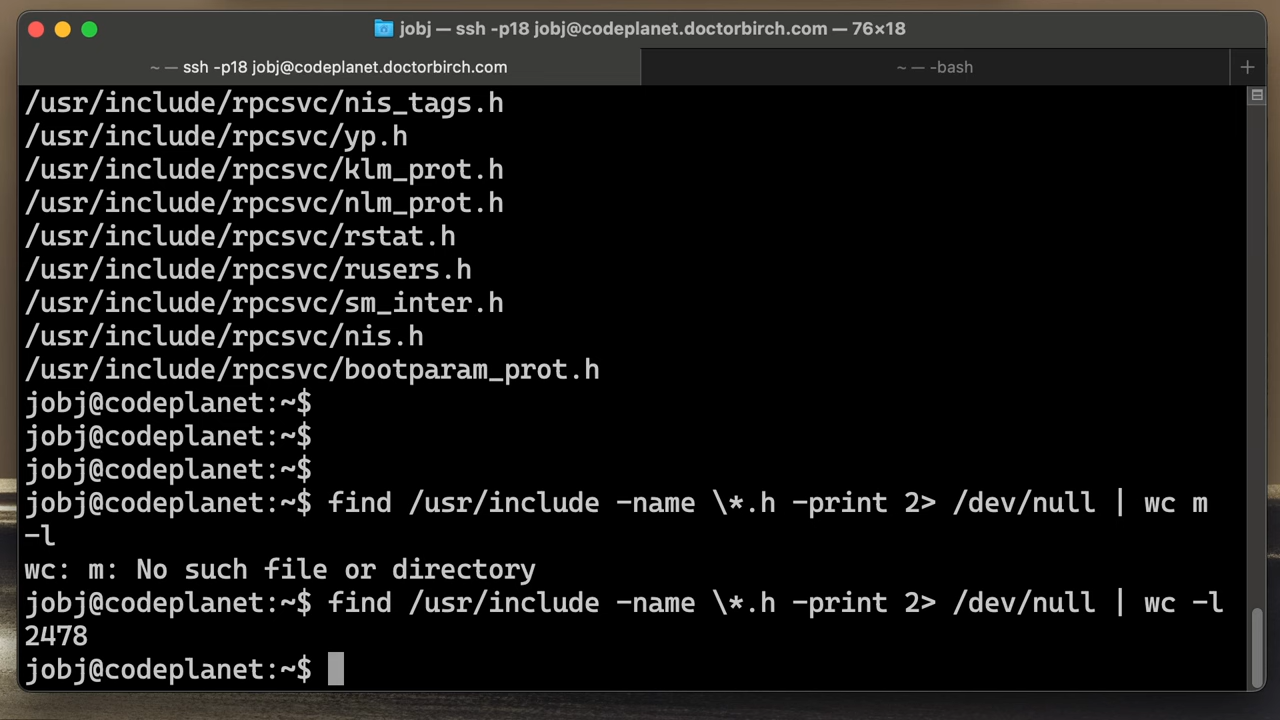 jobj — ssh -p18 jobj@codeplanet.doctorbirch.com — 76×18
~ — ssh -p18 jobj@codeplanet.doctorbirch.com
~ — -bash
/usr/include/rpcsvc/nis_tags.h
/usr/include/rpcsvc/yp.h
/usr/include/rpcsvc/klm_prot.h
/usr/include/rpcsvc/nlm_prot.h
/usr/include/rpcsvc/rstat.h
/usr/include/rpcsvc/rusers.h
/usr/include/rpcsvc/sm_inter.h
/usr/include/rpcsvc/nis.h
/usr/include/rpcsvc/bootparam_prot.h
jobj@codeplanet:~$
jobj@codeplanet:~$
jobj@codeplanet:~$
jobj@codeplanet:~$ find /usr/include -name \*.h -print 2> /dev/null | wc m
-l
wc: m: No such file or directory
jobj@codeplanet:~$ find /usr/include -name \*.h -print 2> /dev/null | wc -l
2478
jobj@codeplanet:~$